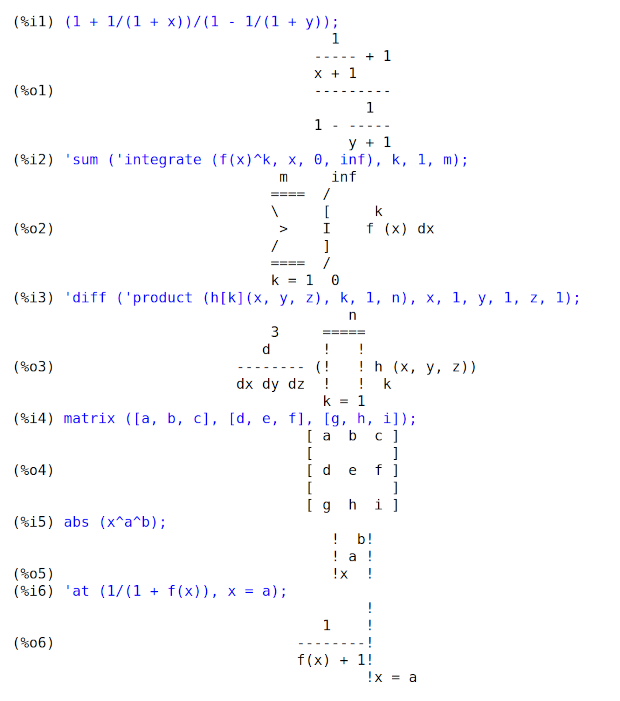 (%i1) (1 + 1/(1 + x))/(1 - 1/(1 + y));
                                     1
                                   ----- + 1
                                   x + 1
(%o1)                              ---------
                                         1
                                   1 - -----
                                       y + 1
(%i2) 'sum ('integrate (f(x)^k, x, 0, inf), k, 1, m);
                               m     inf
                              ====  /
                              \     [     k
(%o2)                          >    I    f (x) dx
                              /     ]
                              ====  /
                              k = 1  0
(%i3) 'diff ('product (h[k](x, y, z), k, 1, n), x, 1, y, 1, z, 1);
                                       n
                              3     =====
                             d      !   !
(%o3)                     -------- (!   ! h (x, y, z))
                          dx dy dz  !   !  k
                                    k = 1
(%i4) matrix ([a, b, c], [d, e, f], [g, h, i]);
                                  [ a  b  c ]
                                  [         ]
(%o4)                             [ d  e  f ]
                                  [         ]
                                  [ g  h  i ]
(%i5) abs (x^a^b);
                                     !  b!
                                     ! a !
(%o5)                                !x  !
(%i6) 'at (1/(1 + f(x)), x = a);
                                         !
                                    1    !
(%o6)                            --------!
                                 f(x) + 1!
                                         !x = a